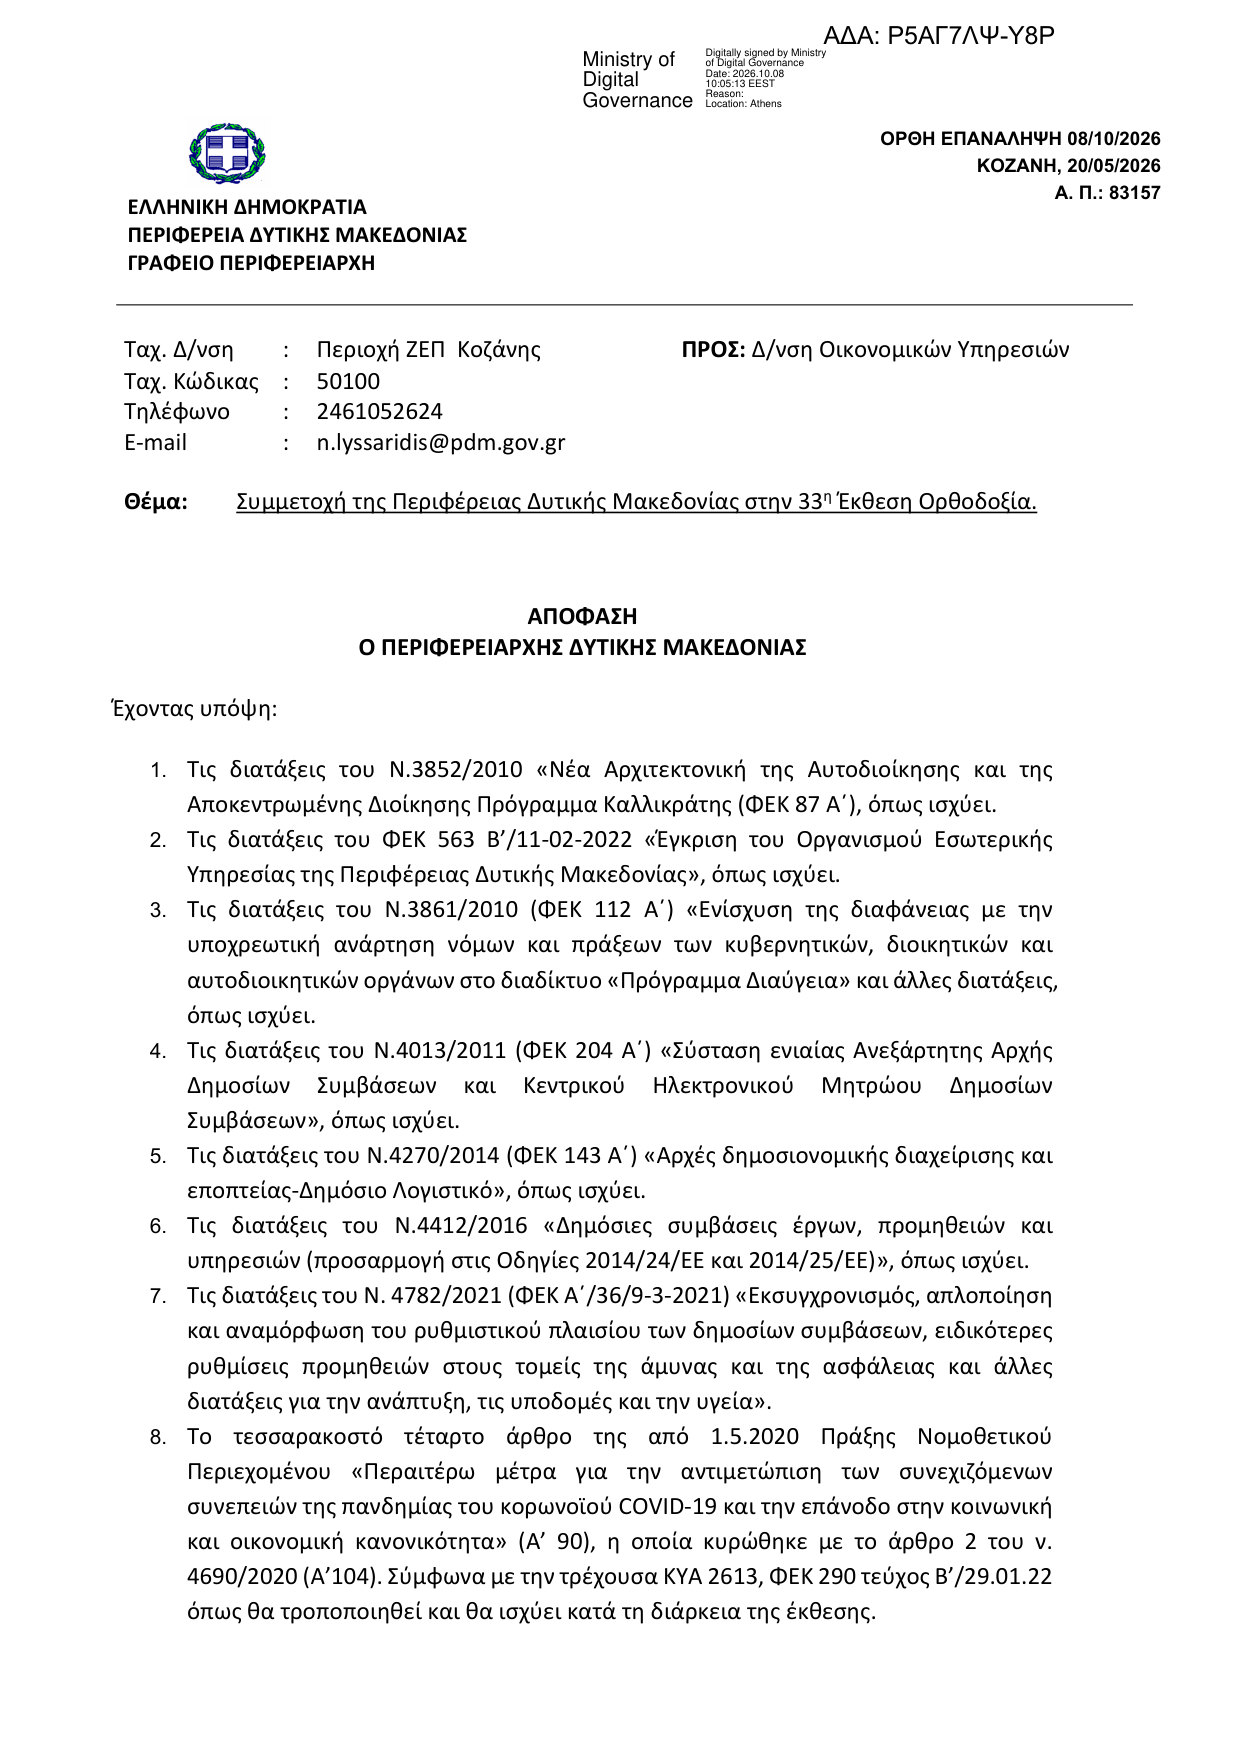 ΑΔΑ: Ρ5ΑΓ7ΛΨ-Υ8Ρ
Ministry of
Digital
Governance
Digitally signed by Ministry
of Digital Governance
Date: 2026.10.08
10:05:13 EEST
Reason:
Location: Athens
ΟΡΘΗ ΕΠΑΝΑΛΗΨΗ 08/10/2026
ΚΟΖΑΝΗ, 20/05/2026
Α. Π.: 83157
ΕΛΛΗΝΙΚΗ ΔΗΜΟΚΡΑΤΙΑ
ΠΕΡΙΦΕΡΕΙΑ ΔΥΤΙΚΗΣ ΜΑΚΕΔΟΝΙΑΣ
ΓΡΑΦΕΙΟ ΠΕΡΙΦΕΡΕΙΑΡΧΗ
Ταχ. Δ/νση : Περιοχή ΖΕΠ Κοζάνης ΠΡΟΣ: Δ/νση Οικονομικών Υπηρεσιών
Ταχ. Κώδικας : 50100
Τηλέφωνο : 2461052624
E-mail : n.lyssaridis@pdm.gov.gr
Θέμα: Συμμετοχή της Περιφέρειας Δυτικής Μακεδονίας στην 33η Έκθεση Ορθοδοξία.
ΑΠΟΦΑΣΗ
Ο ΠΕΡΙΦΕΡΕΙΑΡΧΗΣ ΔΥΤΙΚΗΣ ΜΑΚΕΔΟΝΙΑΣ
Έχοντας υπόψη:
1. Τις διατάξεις του Ν.3852/2010 «Νέα Αρχιτεκτονική της Αυτοδιοίκησης και της
Αποκεντρωμένης Διοίκησης Πρόγραμμα Καλλικράτης (ΦΕΚ 87 Α΄), όπως ισχύει.
2. Τις διατάξεις του ΦΕΚ 563 Β’/11-02-2022 «Έγκριση του Οργανισμού Εσωτερικής
Υπηρεσίας της Περιφέρειας Δυτικής Μακεδονίας», όπως ισχύει.
3. Τις διατάξεις του Ν.3861/2010 (ΦΕΚ 112 Α΄) «Ενίσχυση της διαφάνειας με την
υποχρεωτική ανάρτηση νόμων και πράξεων των κυβερνητικών, διοικητικών και
αυτοδιοικητικών οργάνων στο διαδίκτυο «Πρόγραμμα Διαύγεια» και άλλες διατάξεις,
όπως ισχύει.
4. Τις διατάξεις του Ν.4013/2011 (ΦΕΚ 204 Α΄) «Σύσταση ενιαίας Ανεξάρτητης Αρχής
Δημοσίων Συμβάσεων και Κεντρικού Ηλεκτρονικού Μητρώου Δημοσίων
Συμβάσεων», όπως ισχύει.
5. Τις διατάξεις του Ν.4270/2014 (ΦΕΚ 143 Α΄) «Αρχές δημοσιονομικής διαχείρισης και
εποπτείας-Δημόσιο Λογιστικό», όπως ισχύει.
6. Τις διατάξεις του Ν.4412/2016 «Δημόσιες συμβάσεις έργων, προμηθειών και
υπηρεσιών (προσαρμογή στις Οδηγίες 2014/24/ΕΕ και 2014/25/ΕΕ)», όπως ισχύει.
7. Τις διατάξεις του Ν. 4782/2021 (ΦΕΚ Α΄/36/9-3-2021) «Εκσυγχρονισμός, απλοποίηση
και αναμόρφωση του ρυθμιστικού πλαισίου των δημοσίων συμβάσεων, ειδικότερες
ρυθμίσεις προμηθειών στους τομείς της άμυνας και της ασφάλειας και άλλες
διατάξεις για την ανάπτυξη, τις υποδομές και την υγεία».
8. Το τεσσαρακοστό τέταρτο άρθρο της από 1.5.2020 Πράξης Νομοθετικού
Περιεχομένου «Περαιτέρω μέτρα για την αντιμετώπιση των συνεχιζόμενων
συνεπειών της πανδημίας του κορωνοϊού COVID-19 και την επάνοδο στην κοινωνική
και οικονομική κανονικότητα» (Α’ 90), η οποία κυρώθηκε με το άρθρο 2 του ν.
4690/2020 (Α’104). Σύμφωνα με την τρέχουσα ΚΥΑ 2613, ΦΕΚ 290 τεύχος Β’/29.01.22
όπως θα τροποποιηθεί και θα ισχύει κατά τη διάρκεια της έκθεσης.